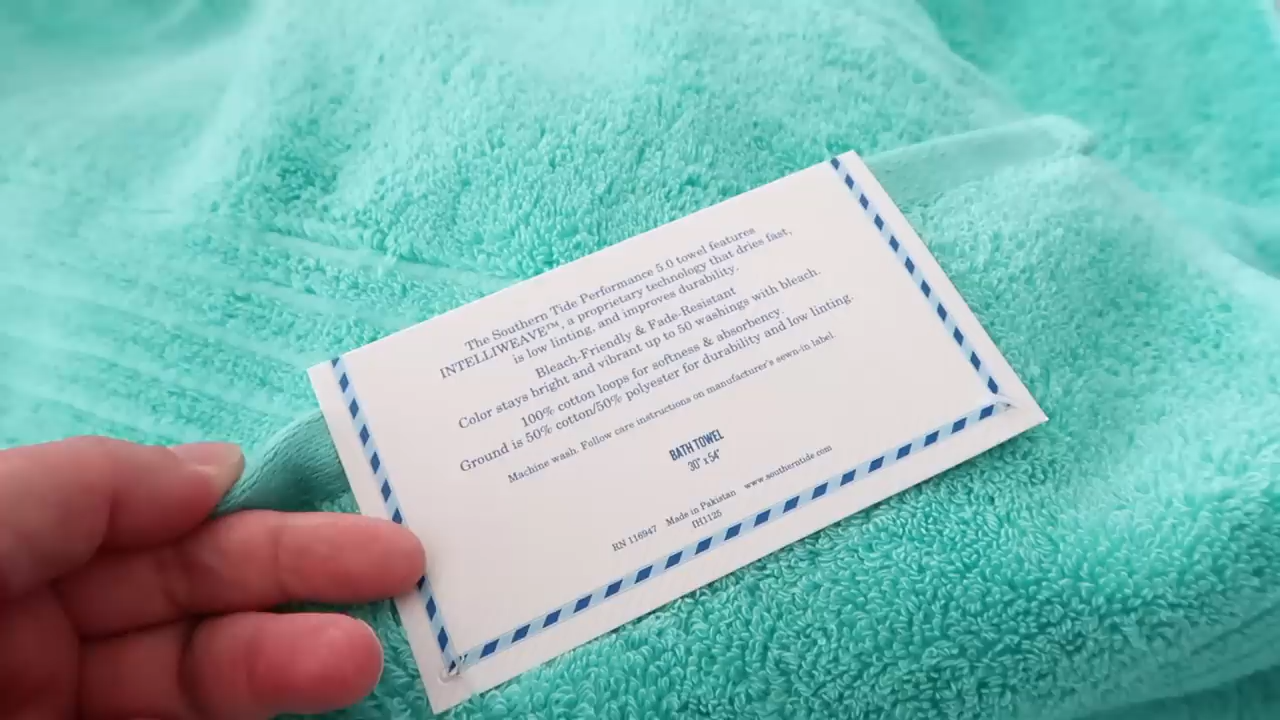 The Southern Tide Performance 5.0 towel features
INTELLIWEAVE™, a proprietary technology that dries fast,
is low linting, and improves durability.
Bleach-Friendly & Fade-Resistant
Color stays bright and vibrant up to 50 washings with bleach.
100% cotton loops for softness & absorbency.
Ground is 50% cotton/50% polyester for durability and low linting.
Machine wash. Follow care instructions on manufacturer's sewn-in label.
BATH TOWEL
30" x 54"
RN 116947 Made in Pakistan www.southerntide.com
fH1125